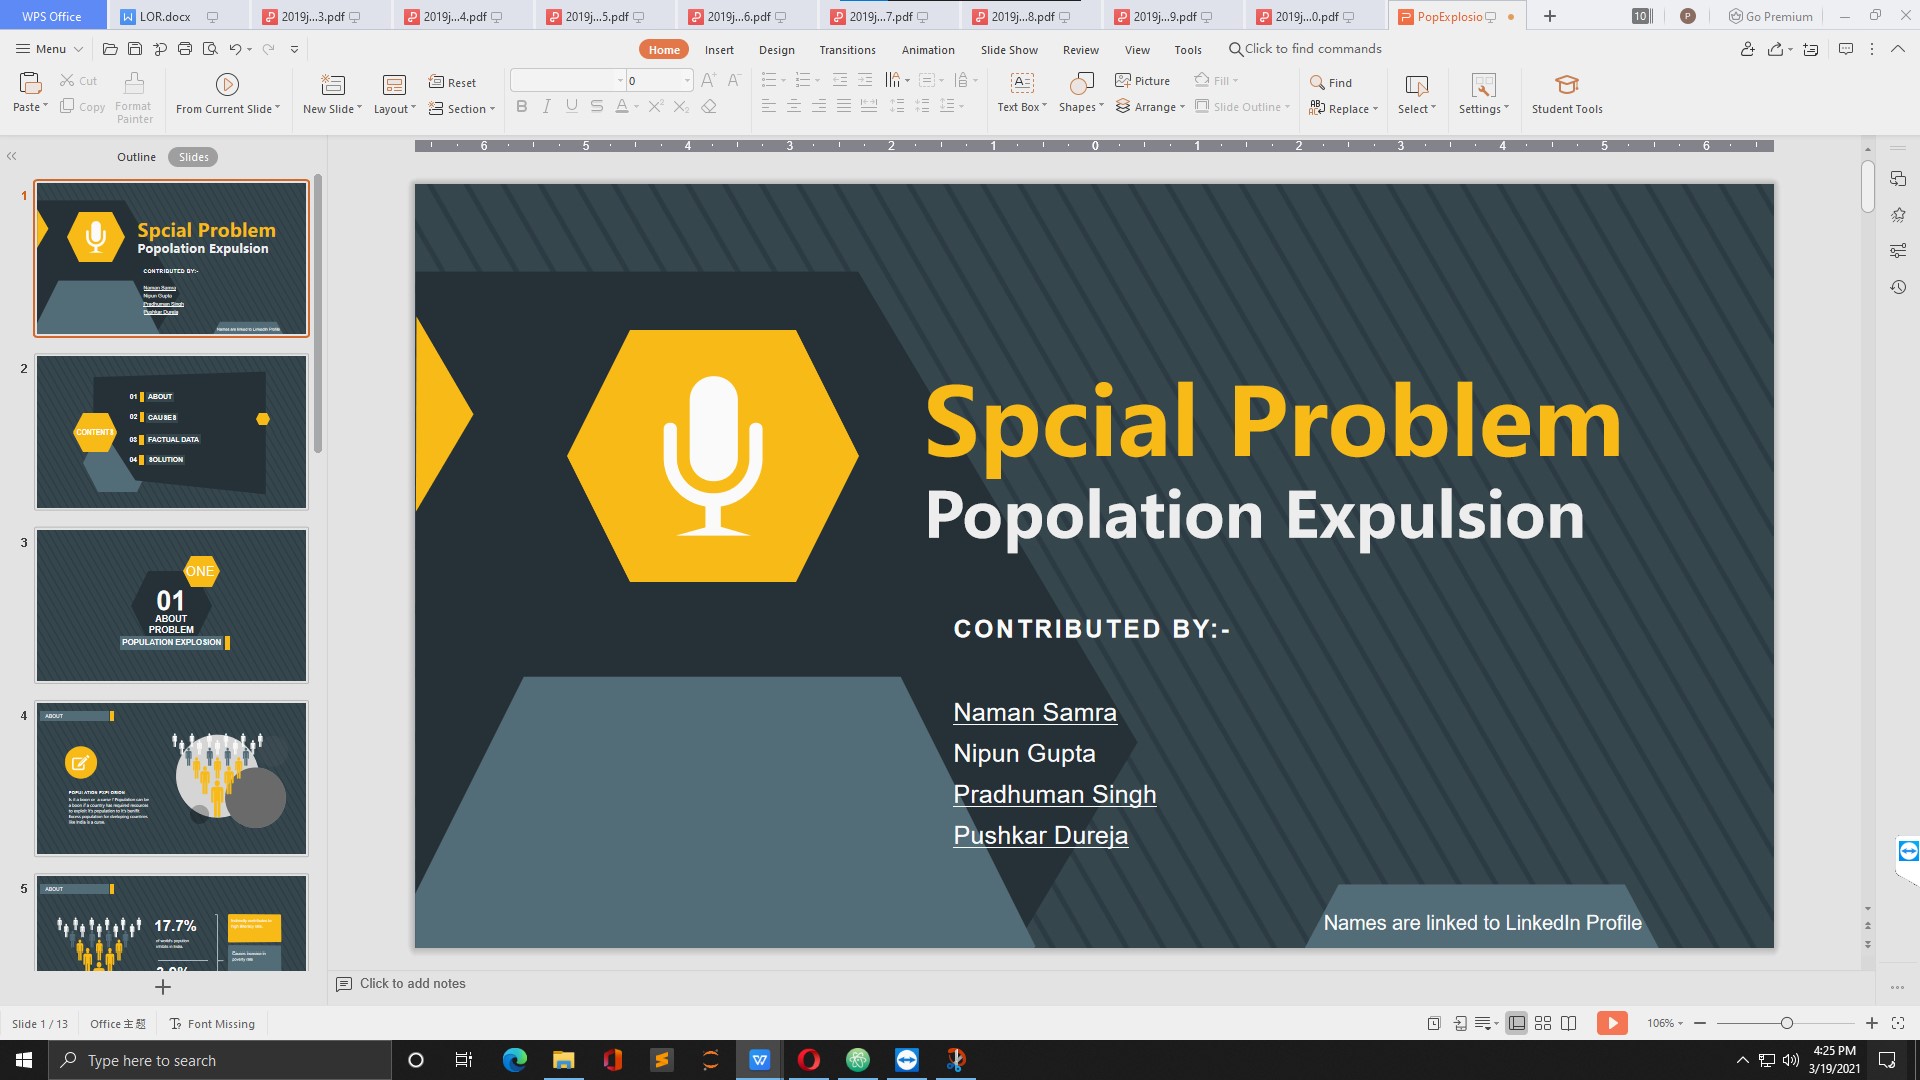 WPS Office
LOR.docx
2019j...3.pdf
2019j...4.pdf
2019j...5.pdf
2019j...6.pdf
2019j...7.pdf
2019j...8.pdf
2019j...9.pdf
2019j...0.pdf
PopExplosio
10
P
Go Premium
Menu
Home
Insert
Design
Transitions
Animation
Slide Show
Review
View
Tools
Click to find commands
Paste
Cut
Copy
Format Painter
From Current Slide
New Slide
Layout
Reset
Section
0
Text Box
Shapes
Picture
Arrange
Fill
Slide Outline
Find
Replace
Select
Settings
Student Tools
Outline
Slides
6 5 4 3 2 1 0 1 2 3 4 5 6
1
Spcial Problem
Popolation Expulsion
CONTRIBUTED BY:-
Naman Samra
Nipun Gupta
Pradhuman Singh
Pushkar Dureja
Names are linked to LinkedIn Profile
2
CONTENTS
01 ABOUT
02 CAUSES
03 FACTUAL DATA
04 SOLUTION
3
ONE
01
ABOUT
PROBLEM
POPULATION EXPLOSION
4
ABOUT
POPULATION EXPLOSION
5
ABOUT
17.7%
Spcial Problem
Popolation Expulsion
CONTRIBUTED BY:-
Naman Samra
Nipun Gupta
Pradhuman Singh
Pushkar Dureja
Names are linked to LinkedIn Profile
Click to add notes
Slide 1 / 13
Office主题
Font Missing
106%
Type here to search
4:25 PM
3/19/2021